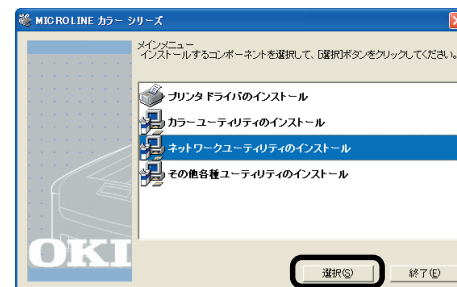 MICROLINE カラー シリーズ
メインメニュー
インストールするコンポーネントを選択して、[選択]ボタンをクリックしてください。
プリンタ ドライバのインストール
カラーユーティリティのインストール
ネットワークユーティリティのインストール
その他各種ユーティリティのインストール
OKI
選択(S)
終了(E)